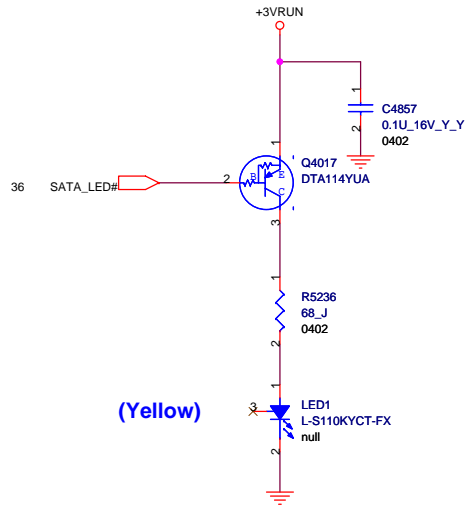 +3VRUN
1
2
C4857
0.1U_16V_Y_Y
0402
36 SATA_LED#
2
1
B
E
C
3
Q4017
DTA114YUA
1
2
R5236
68_J
0402
(Yellow)
3
1
2
LED1
L-S110KYCT-FX
null